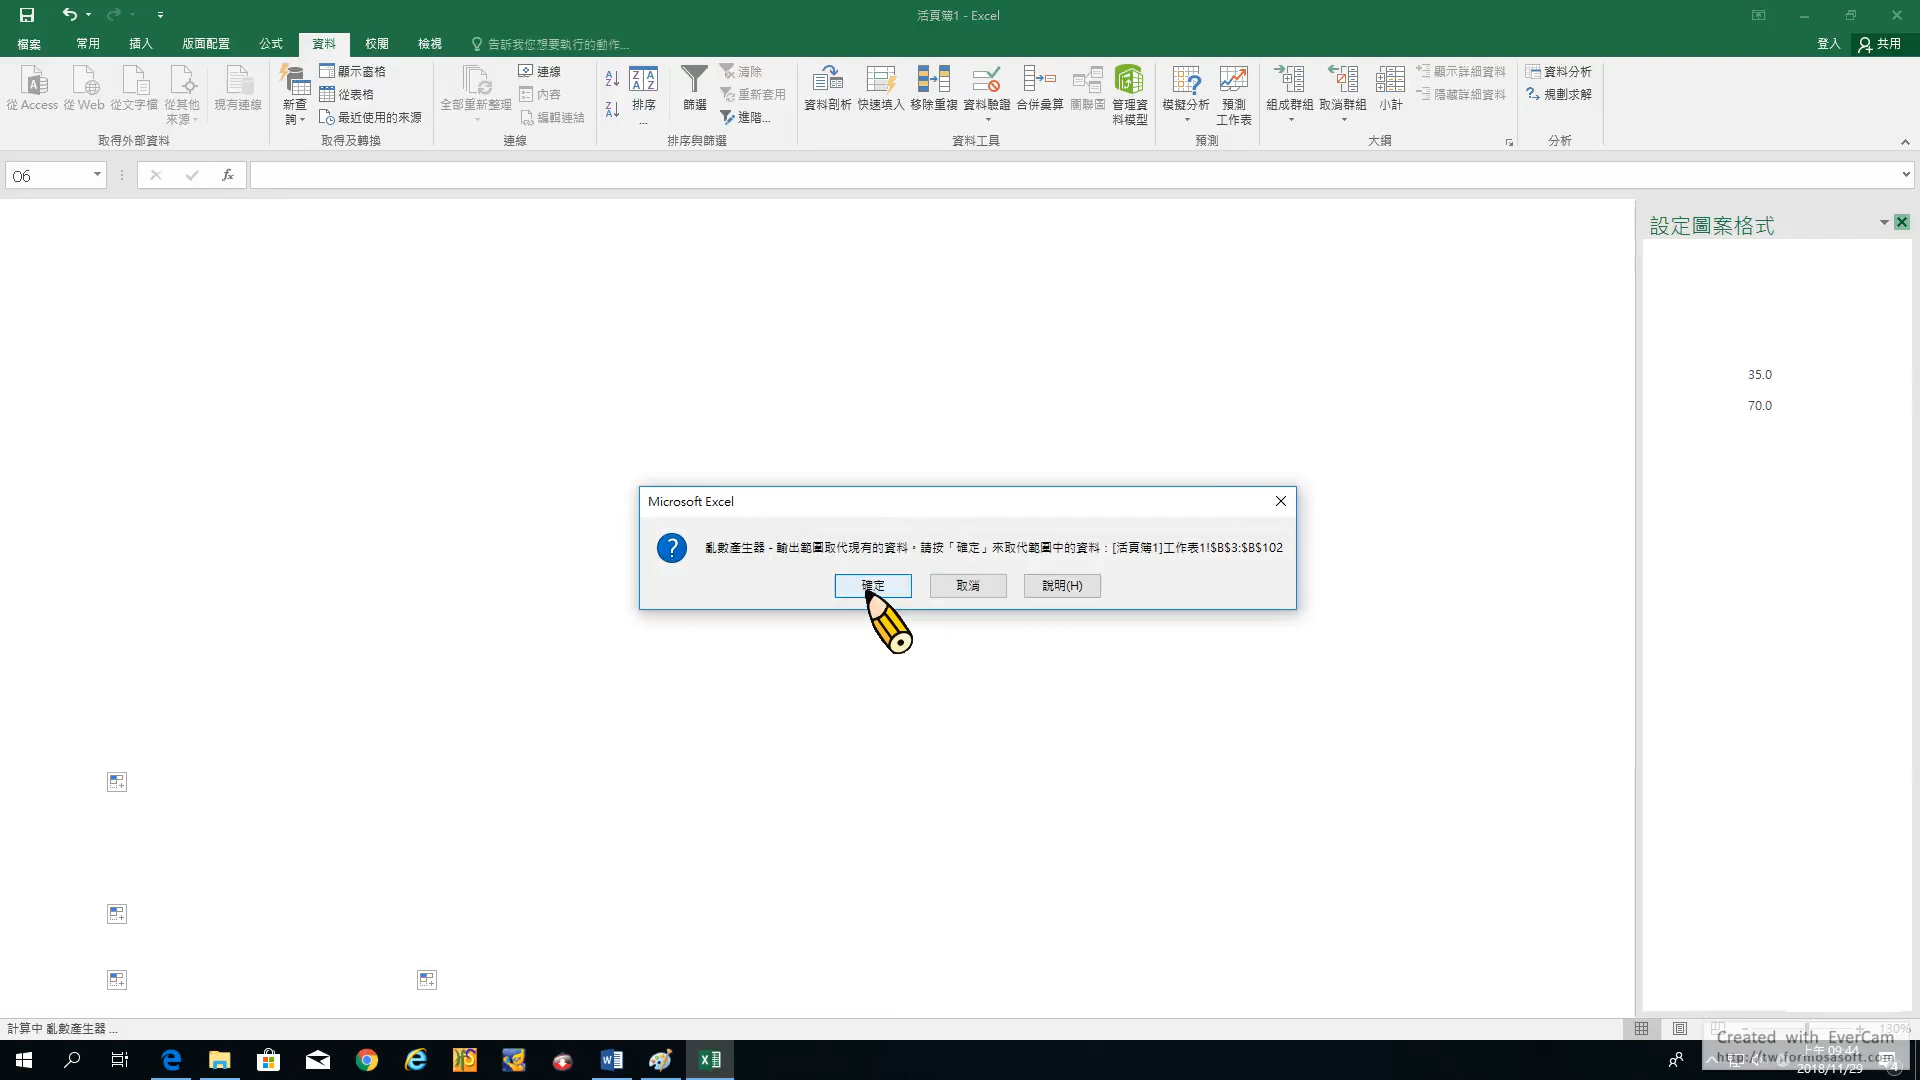 活頁簿1 - Excel
檔案 常用 插入 版面配置 公式 資料 校閱 檢視 告訴我您想要執行的動作... 登入 共用
從 Access 從 Web 從文字檔 從其他來源 現有連線
取得外部資料
新查詢 顯示窗格 從表格 最近使用的來源
取得及轉換
全部重新整理 連線 內容 編輯連結
連線
排序... 篩選 清除 重新套用 進階...
排序與篩選
資料剖析 快速填入 移除重複 資料驗證 合併彙算 關聯圖 管理資料模型
資料工具
模擬分析 預測工作表
預測
組成群組 取消群組 小計 顯示詳細資料 隱藏詳細資料
大綱
資料分析 規劃求解
分析
O6
fx
設定圖案格式
35.0
70.0
Microsoft Excel
亂數產生器 - 輸出範圍取代現有的資料。請按「確定」來取代範圍中的資料：[活頁簿1]工作表1!$B$3:$B$102
確定 取消 說明(H)
計算中 亂數產生器 ...
130%
Created with EverCam
http://tw.formosasoft.com
上午 09:44
2018/11/29